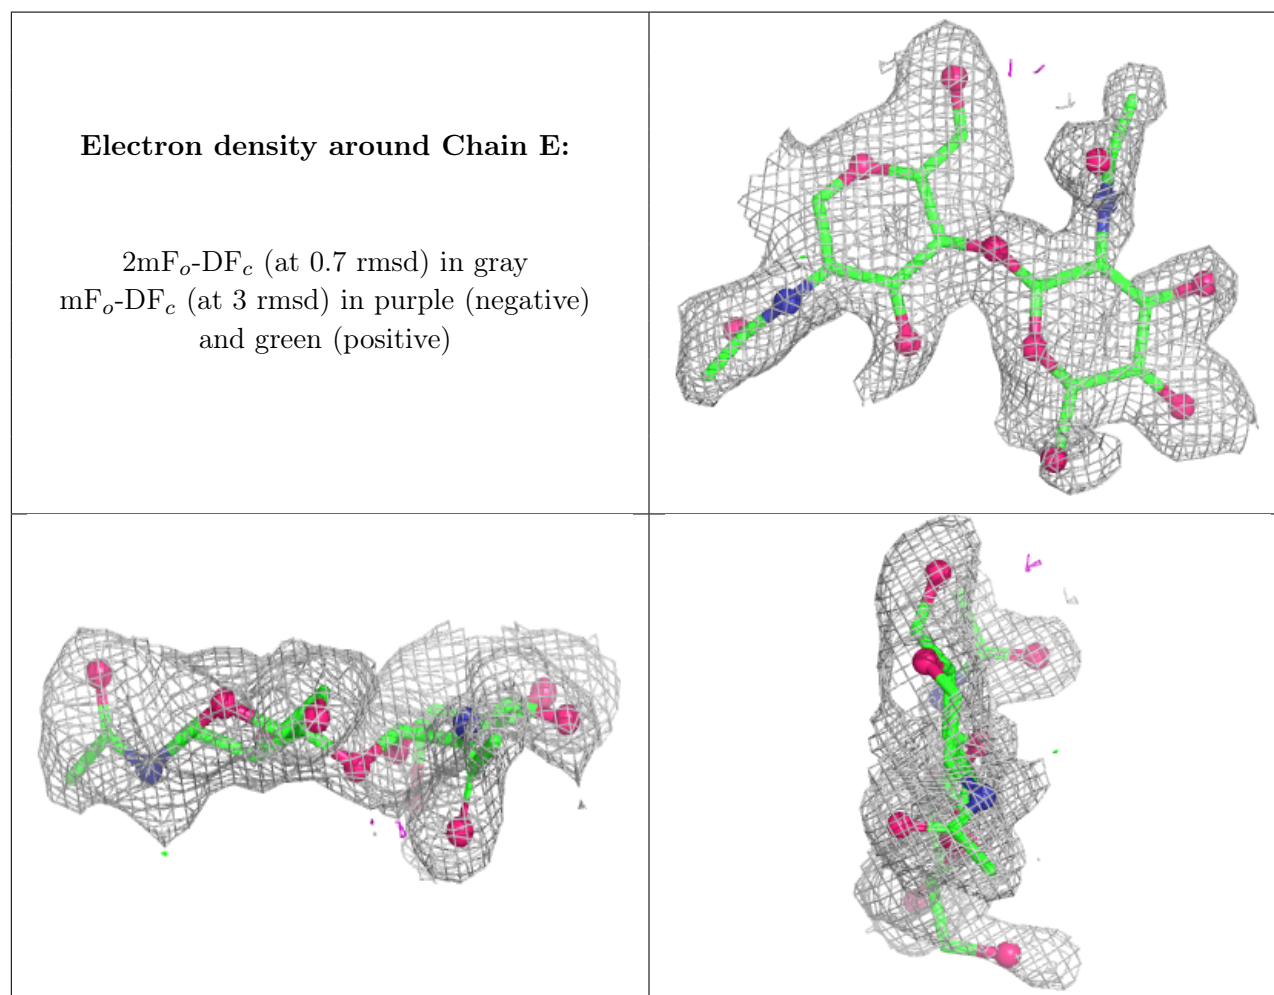 Electron density around Chain E:
2mFo-DFc (at 0.7 rmsd) in gray
mFo-DFc (at 3 rmsd) in purple (negative)
and green (positive)